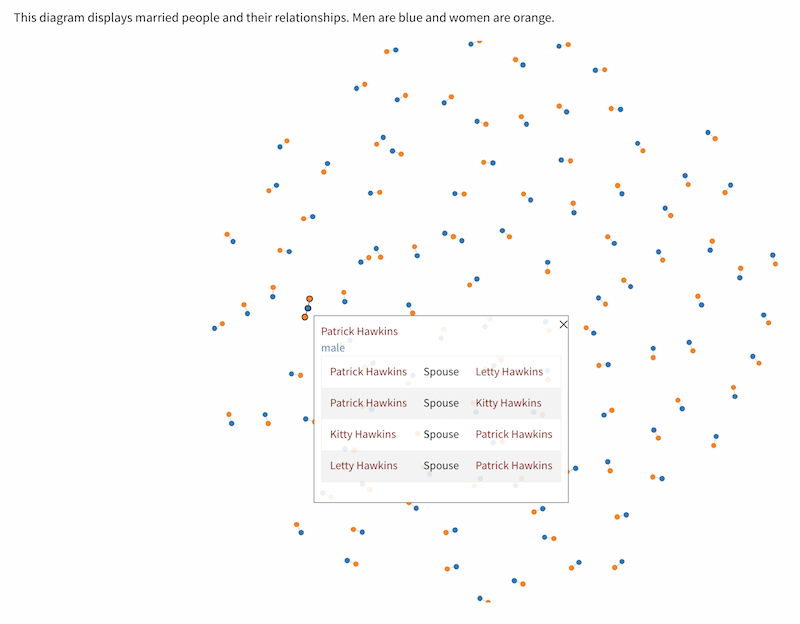 This diagram displays married people and their relationships. Men are blue and women are orange.
Patrick Hawkins
male
Patrick Hawkins Spouse Letty Hawkins
Patrick Hawkins Spouse Kitty Hawkins
Kitty Hawkins Spouse Patrick Hawkins
Letty Hawkins Spouse Patrick Hawkins